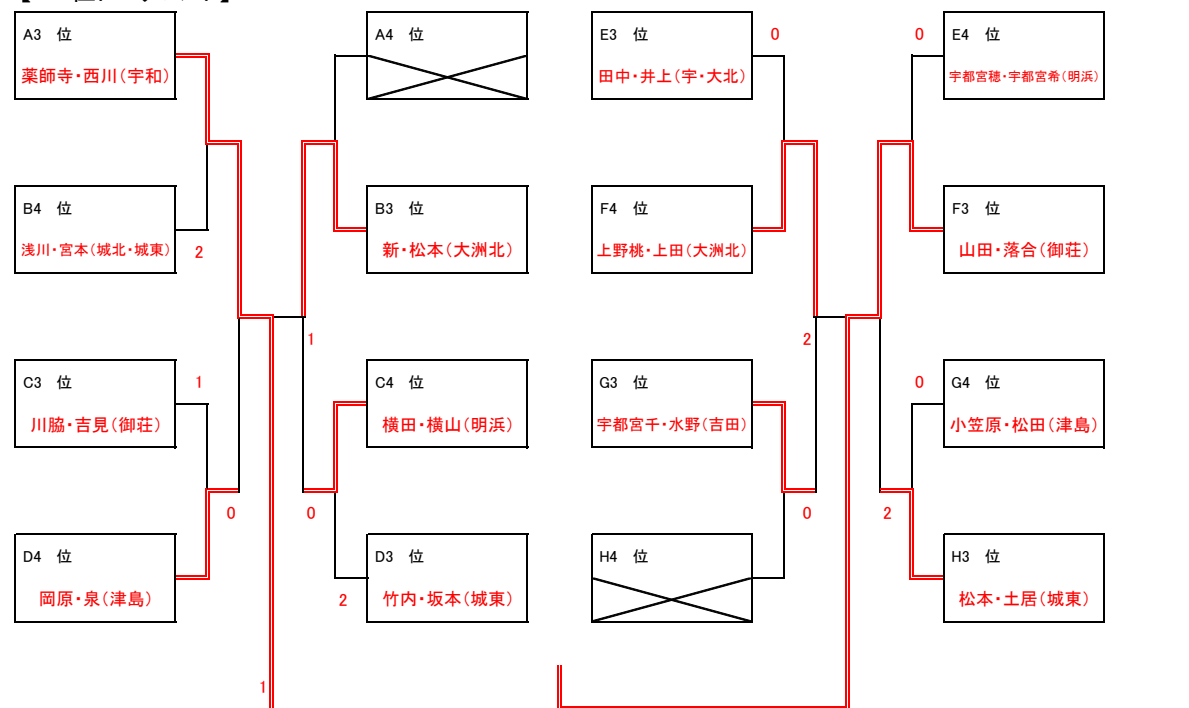 A3 位
薬師寺・西川(宇和)
A4 位
E3 位
田中・井上(宇・大北)
0
0
E4 位
宇都宮穂・宇都宮希(明浜)
B4 位
浅川・宮本(城北・城東)
2
B3 位
新・松本(大洲北)
F4 位
上野桃・上田(大洲北)
F3 位
山田・落合(御荘)
1
2
C3 位
川脇・吉見(御荘)
1
C4 位
横田・横山(明浜)
G3 位
宇都宮千・水野(吉田)
0
G4 位
小笠原・松田(津島)
0
0
0
2
D4 位
岡原・泉(津島)
2
D3 位
竹内・坂本(城東)
H4 位
H3 位
松本・土居(城東)
1